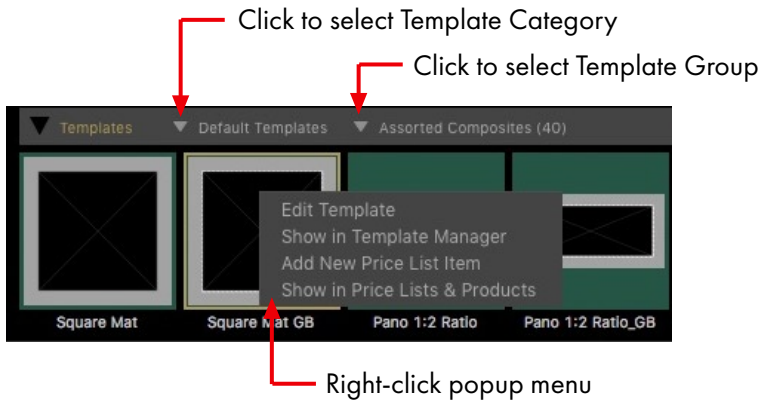 Click to select Template Category
Click to select Template Group
Templates Default Templates Assorted Composites (40)
Edit Template
Show in Template Manager
Add New Price List Item
Show in Price Lists & Products
Square Mat Square Mat GB Pano 1:2 Ratio Pano 1:2 Ratio_GB
Right-click popup menu